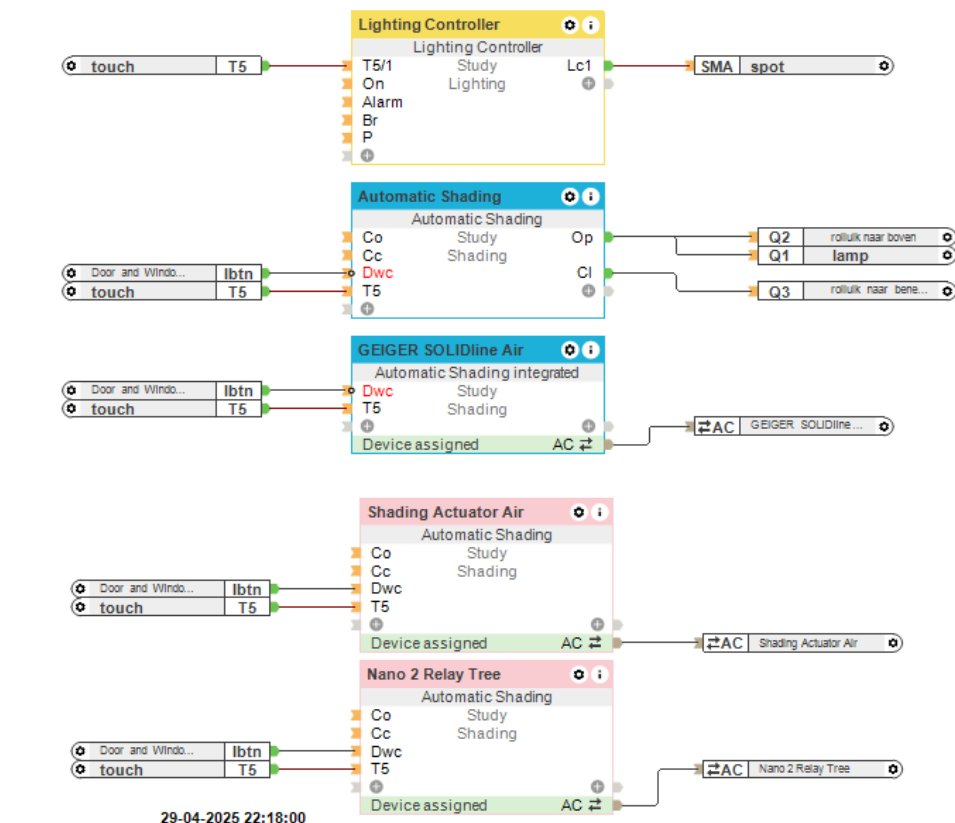 Lighting Controller
Lighting Controller
touch T5 T5/1 Study Lc1 SMA spot
On Lighting
Alarm
Br
P
Automatic Shading
Automatic Shading
Co Study Op Q2 rolluik naar boven
Cc Shading Q1 lamp
Door and Windo... Ibtn Dwc Cl
touch T5 T5 Q3 rolluik naar bene...
GEIGER SOLIDline Air
Automatic Shading integrated
Door and Windo... Ibtn Dwc Study
touch T5 T5 Shading
AC GEIGER SOLIDline...
Device assigned AC
Shading Actuator Air
Automatic Shading
Co Study
Cc Shading
Door and Windo... Ibtn Dwc
touch T5 T5
Device assigned AC AC Shading Actuator Air
Nano 2 Relay Tree
Automatic Shading
Co Study
Cc Shading
Door and Windo... Ibtn Dwc
touch T5 T5 AC Nano 2 Relay Tree
Device assigned AC
29-04-2025 22:18:00